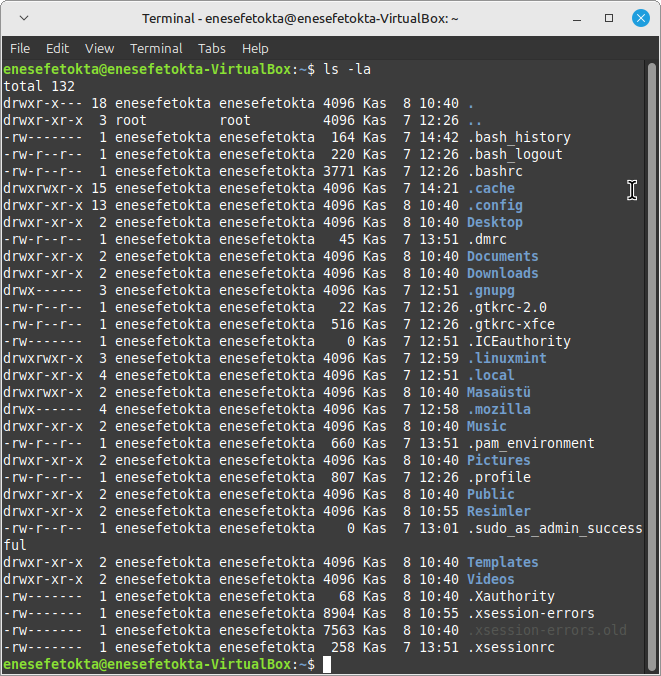 Terminal - enesefetokta@enesefetokta-VirtualBox: ~
File Edit View Terminal Tabs Help
enesefetokta@enesefetokta-VirtualBox:~$ ls -la
total 132
drwxr-x--- 18 enesefetokta enesefetokta 4096 Kas  8 10:40 .
drwxr-xr-x  3 root         root         4096 Kas  7 12:26 ..
-rw-------  1 enesefetokta enesefetokta  164 Kas  7 14:42 .bash_history
-rw-r--r--  1 enesefetokta enesefetokta  220 Kas  7 12:26 .bash_logout
-rw-r--r--  1 enesefetokta enesefetokta 3771 Kas  7 12:26 .bashrc
drwxrwxr-x 15 enesefetokta enesefetokta 4096 Kas  7 14:21 .cache
drwxr-xr-x 13 enesefetokta enesefetokta 4096 Kas  8 10:40 .config
drwxr-xr-x  2 enesefetokta enesefetokta 4096 Kas  8 10:40 Desktop
-rw-r--r--  1 enesefetokta enesefetokta   45 Kas  7 13:51 .dmrc
drwxr-xr-x  2 enesefetokta enesefetokta 4096 Kas  8 10:40 Documents
drwxr-xr-x  2 enesefetokta enesefetokta 4096 Kas  8 10:40 Downloads
drwx------  3 enesefetokta enesefetokta 4096 Kas  7 12:51 .gnupg
-rw-r--r--  1 enesefetokta enesefetokta   22 Kas  7 12:26 .gtkrc-2.0
-rw-r--r--  1 enesefetokta enesefetokta  516 Kas  7 12:26 .gtkrc-xfce
-rw-------  1 enesefetokta enesefetokta    0 Kas  7 12:51 .ICEauthority
drwxrwxr-x  3 enesefetokta enesefetokta 4096 Kas  7 12:59 .linuxmint
drwxr-xr-x  4 enesefetokta enesefetokta 4096 Kas  7 12:51 .local
drwxrwxr-x  2 enesefetokta enesefetokta 4096 Kas  8 10:40 Masaüstü
drwx------  4 enesefetokta enesefetokta 4096 Kas  7 12:58 .mozilla
drwxr-xr-x  2 enesefetokta enesefetokta 4096 Kas  8 10:40 Music
-rw-r--r--  1 enesefetokta enesefetokta  660 Kas  7 13:51 .pam_environment
drwxr-xr-x  2 enesefetokta enesefetokta 4096 Kas  8 10:40 Pictures
-rw-r--r--  1 enesefetokta enesefetokta  807 Kas  7 12:26 .profile
drwxr-xr-x  2 enesefetokta enesefetokta 4096 Kas  8 10:40 Public
drwxr-xr-x  2 enesefetokta enesefetokta 4096 Kas  8 10:55 Resimler
-rw-r--r--  1 enesefetokta enesefetokta    0 Kas  7 13:01 .sudo_as_admin_success
ful
drwxr-xr-x  2 enesefetokta enesefetokta 4096 Kas  8 10:40 Templates
drwxr-xr-x  2 enesefetokta enesefetokta 4096 Kas  8 10:40 Videos
-rw-------  1 enesefetokta enesefetokta   68 Kas  8 10:40 .Xauthority
-rw-------  1 enesefetokta enesefetokta 8904 Kas  8 10:55 .xsession-errors
-rw-------  1 enesefetokta enesefetokta 7563 Kas  8 10:40 .xsession-errors.old
-rw-------  1 enesefetokta enesefetokta  258 Kas  7 13:51 .xsessionrc
enesefetokta@enesefetokta-VirtualBox:~$